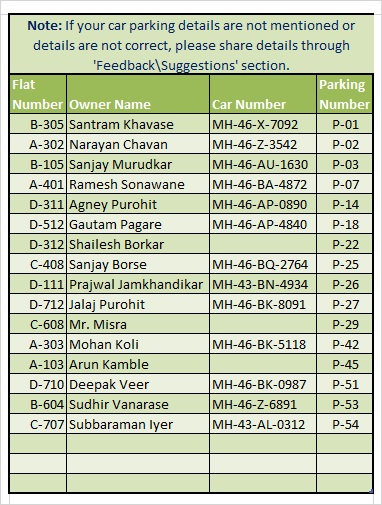 Note: If your car parking details are not mentioned or
details are not correct, please share details through
'Feedback\Suggestions' section.
Flat Number Owner Name Car Number Parking Number
B-305 Santram Khavase MH-46-X-7092 P-01
A-302 Narayan Chavan MH-46-Z-3542 P-02
B-105 Sanjay Murudkar MH-46-AU-1630 P-03
A-401 Ramesh Sonawane MH-46-BA-4872 P-07
D-311 Agney Purohit MH-46-AP-0890 P-14
D-512 Gautam Pagare MH-46-AP-4840 P-18
D-312 Shailesh Borkar P-22
C-408 Sanjay Borse MH-46-BQ-2764 P-25
D-111 Prajwal Jamkhandikar MH-43-BN-4934 P-26
D-712 Jalaj Purohit MH-46-BK-8091 P-27
C-608 Mr. Misra P-29
A-303 Mohan Koli MH-46-BK-5118 P-42
A-103 Arun Kamble P-45
D-710 Deepak Veer MH-46-BK-0987 P-51
B-604 Sudhir Vanarase MH-46-Z-6891 P-53
C-707 Subbaraman Iyer MH-43-AL-0312 P-54